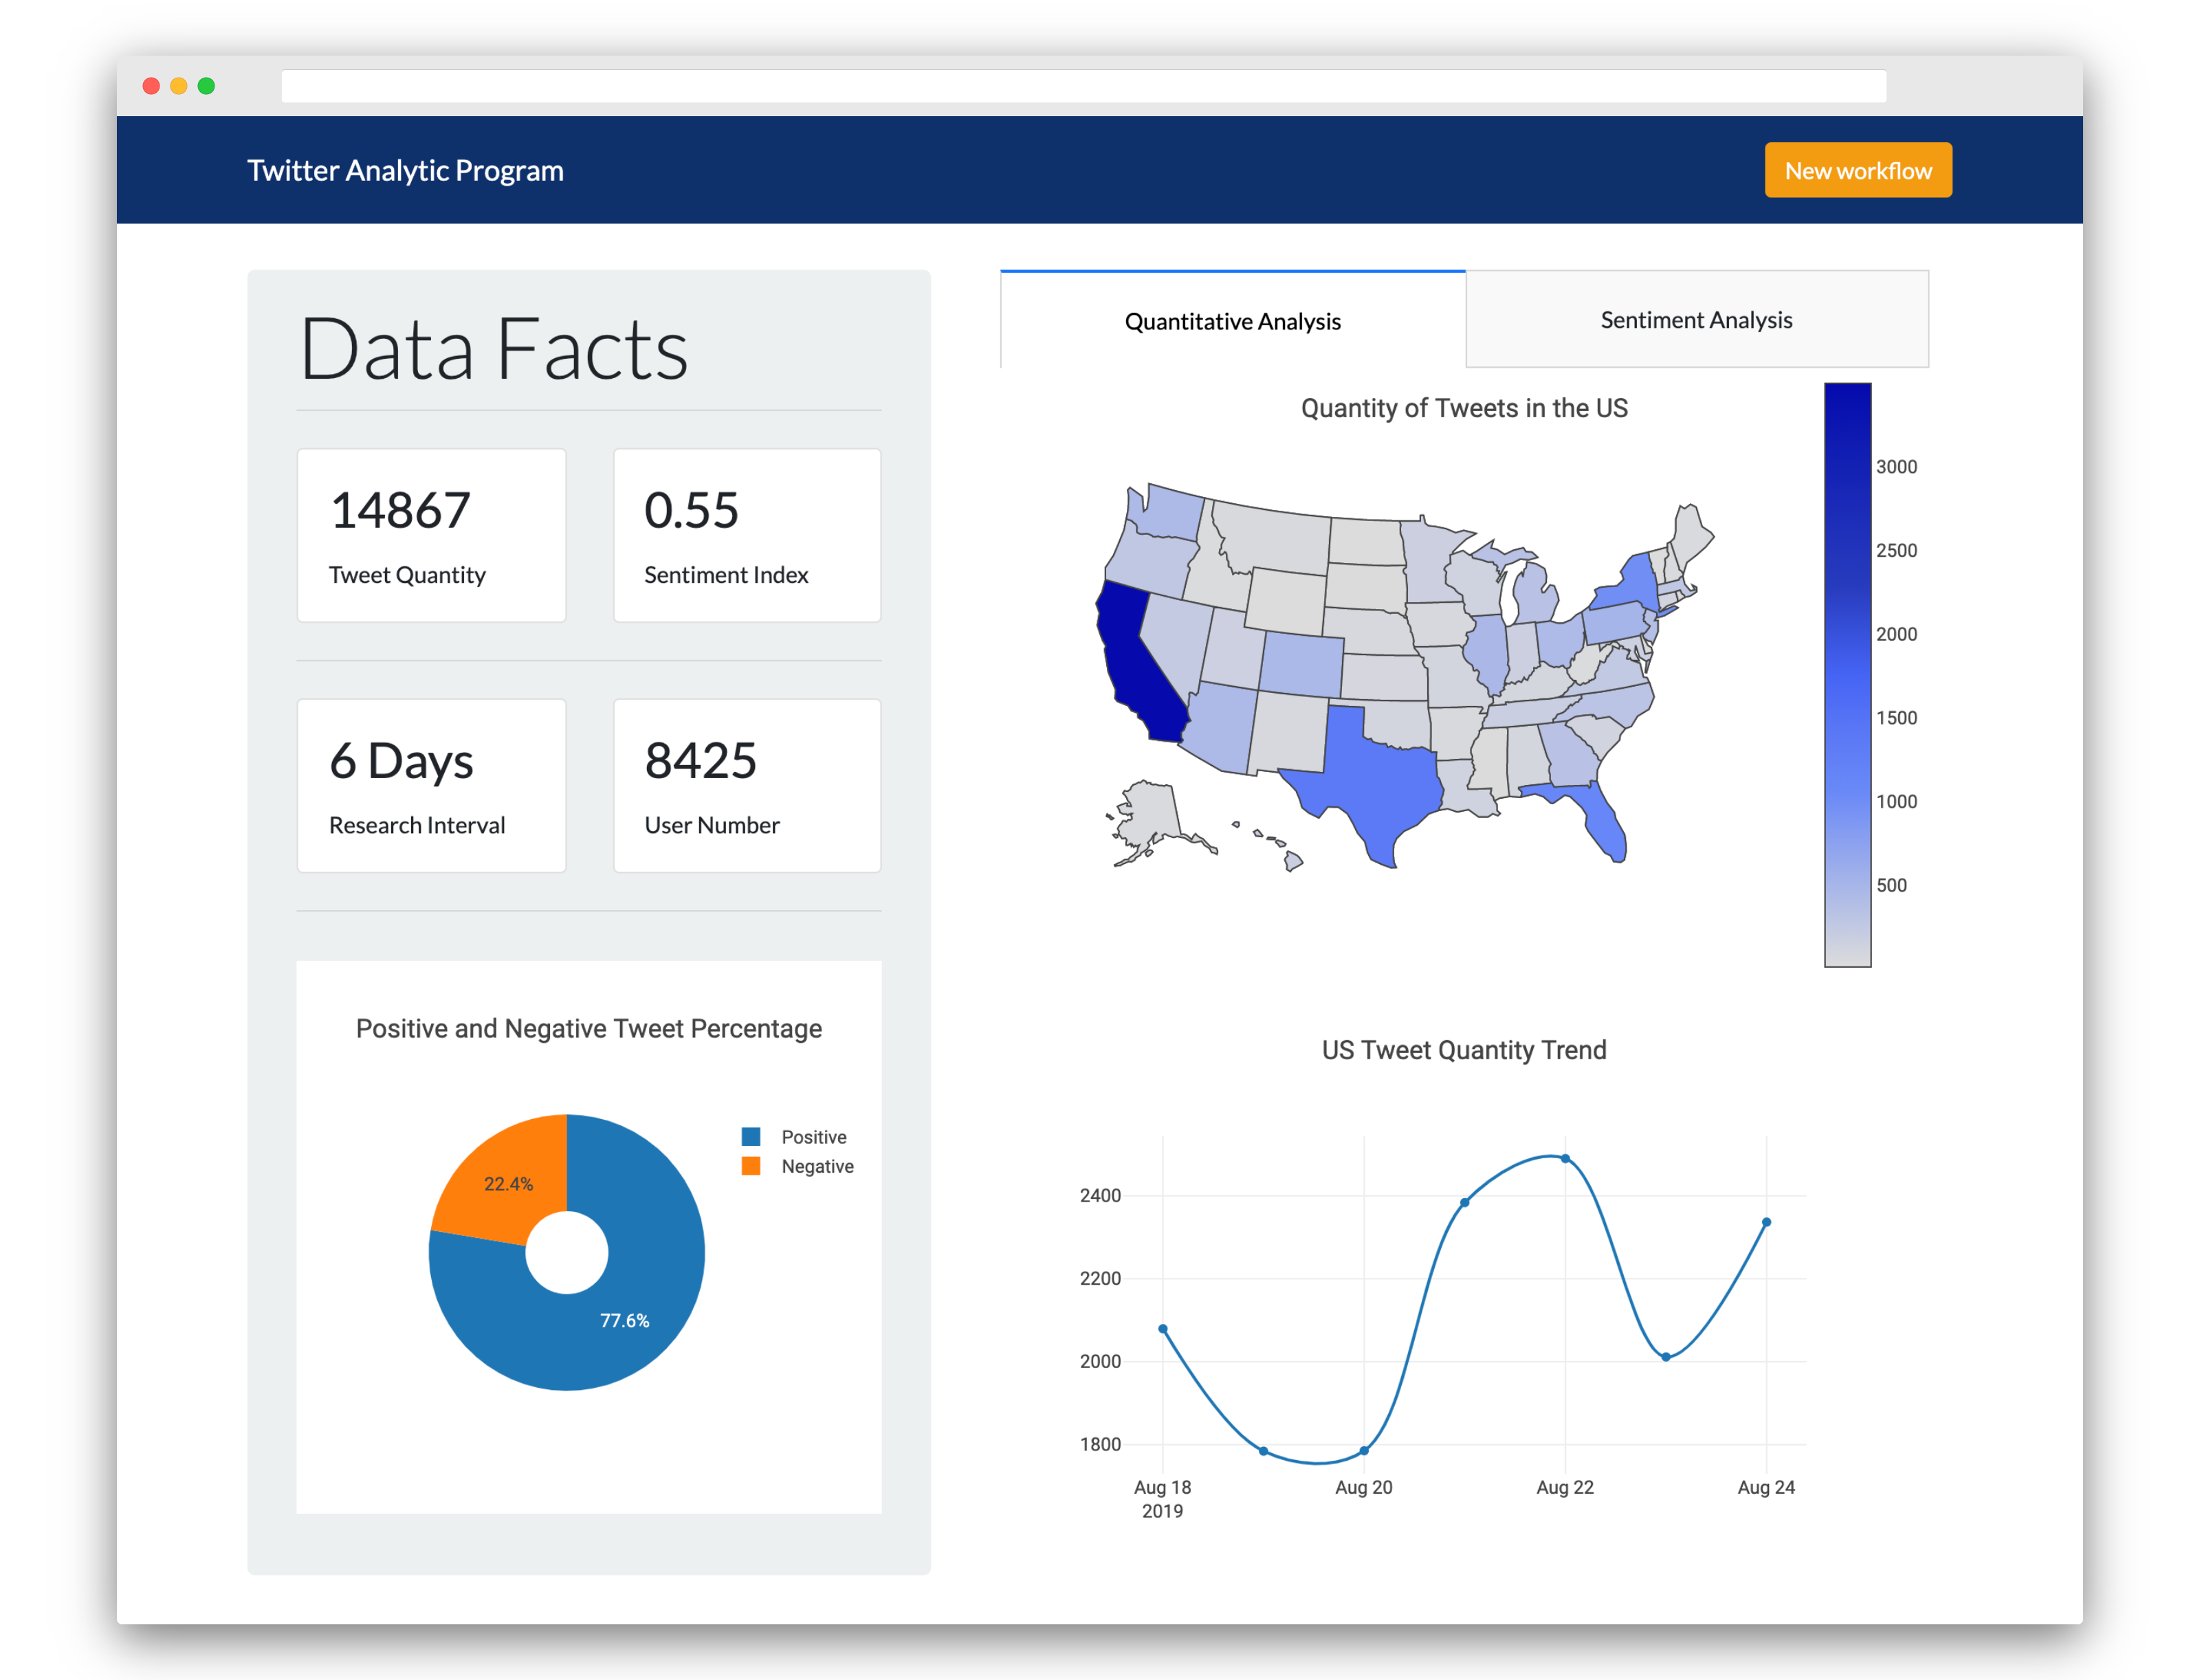 Twitter Analytic Program
New workflow
Data Facts
14867
Tweet Quantity
0.55
Sentiment Index
6 Days
Research Interval
8425
User Number
Positive and Negative Tweet Percentage
Positive
Negative
22.4%
77.6%
Quantitative Analysis
Sentiment Analysis
Quantity of Tweets in the US
3000
2500
2000
1500
1000
500
US Tweet Quantity Trend
2400
2200
2000
1800
Aug 18
2019
Aug 20
Aug 22
Aug 24